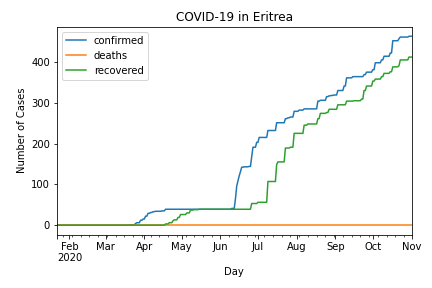 COVID-19 in Eritrea
confirmed
deaths
recovered
Number of Cases
400
300
200
100
0
Feb Mar Apr May Jun Jul Aug Sep Oct Nov
2020
Day